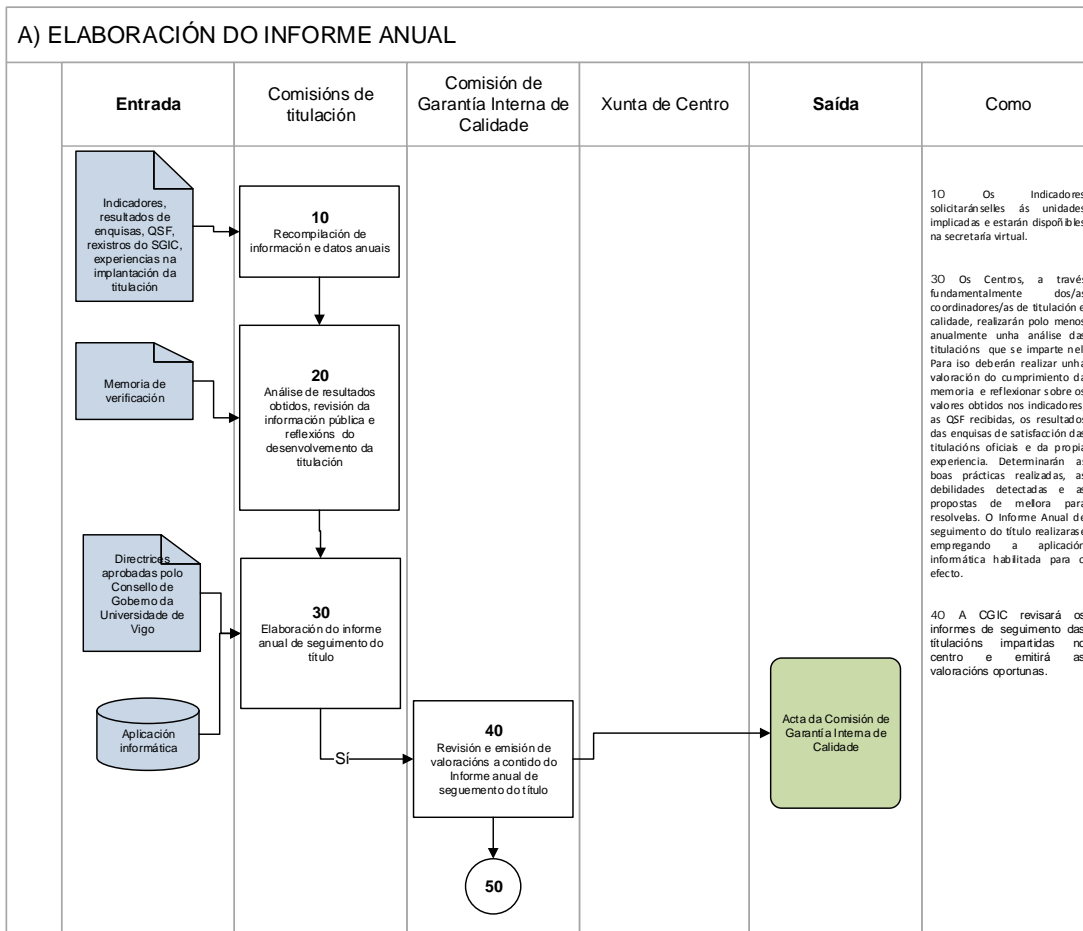 A) ELABORACIÓN DO INFORME ANUAL
Entrada
Comisións de
titulación
Comisión de
Garantía Interna de
Calidade
Xunta de Centro
Saída
Como
Indicadores,
resultados de
enquisas, QSF,
rexistros do SGIC,
experiencias na
implantación da
titulación
10
Recompilación de
información e datos anuais
Memoria de
verificación
20
Análise de resultados
obtidos, revisión da
información pública e
reflexións do
desenvolvemento da
titulación
Directrices
aprobadas polo
Consello de
Goberno da
Universidade de
Vigo
Aplicación
informática
30
Elaboración do informe
anual de seguimento do
título
Sí
40
Revisión e emisión de
valoracións a contido do
Informe anual de
seguemento do título
50
Acta da Comisión de
Garantía Interna de
Calidade
10 Os Indicadores
solicitaránselles ás unidades
implicadas e estarán dispoñibles
na secretaría virtual.
30 Os Centros, a través
fundamentalmente dos/as
coordinadores/as de titulación e
calidade, realizarán polo menos
anualmente unha análise das
titulacións que se imparte nel
Para iso deberán realizar unha
valoración do cumprimento da
memoria e reflexionar sobre os
valores obtidos nos indicadores
as QSF recibidas, os resultados
das enquisas de satisfacción das
titulacións oficiais e da propia
experiencia. Determinarán as
boas prácticas realizadas, as
debilidades detectadas e as
propostas de mellora para
resolvelas. O Informe Anual de
seguimento do título realizarase
empregando a aplicación
informática habilitada para o
efecto.
40 A CGIC revisará os
informes de seguimento das
títulacións impartidas no
centro e emitirá as
valoracións oportunas.